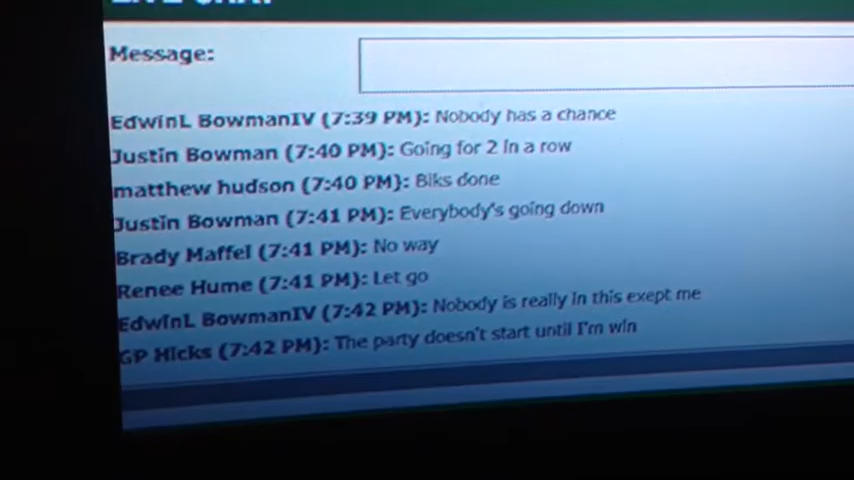 LIVE CHAT
Message:
EdwinL BowmanIV (7:39 PM): Nobody has a chance
Justin Bowman (7:40 PM): Going for 2 in a row
matthew hudson (7:40 PM): Biks done
Justin Bowman (7:41 PM): Everybody's going down
Brady Maffel (7:41 PM): No way
Renee Hume (7:41 PM): Let go
EdwinL BowmanIV (7:42 PM): Nobody is really in this exept me
GP Hicks (7:42 PM): The party doesn't start until I'm win